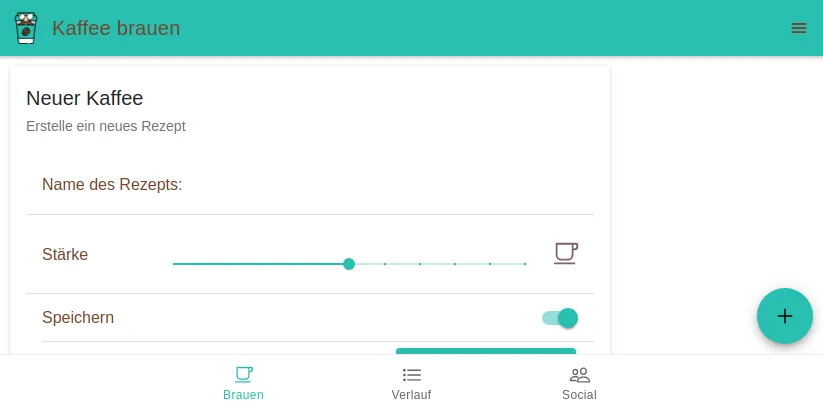 Kaffee brauen
Neuer Kaffee
Erstelle ein neues Rezept
Name des Rezepts:
Stärke
Speichern
Brauen
Verlauf
Social